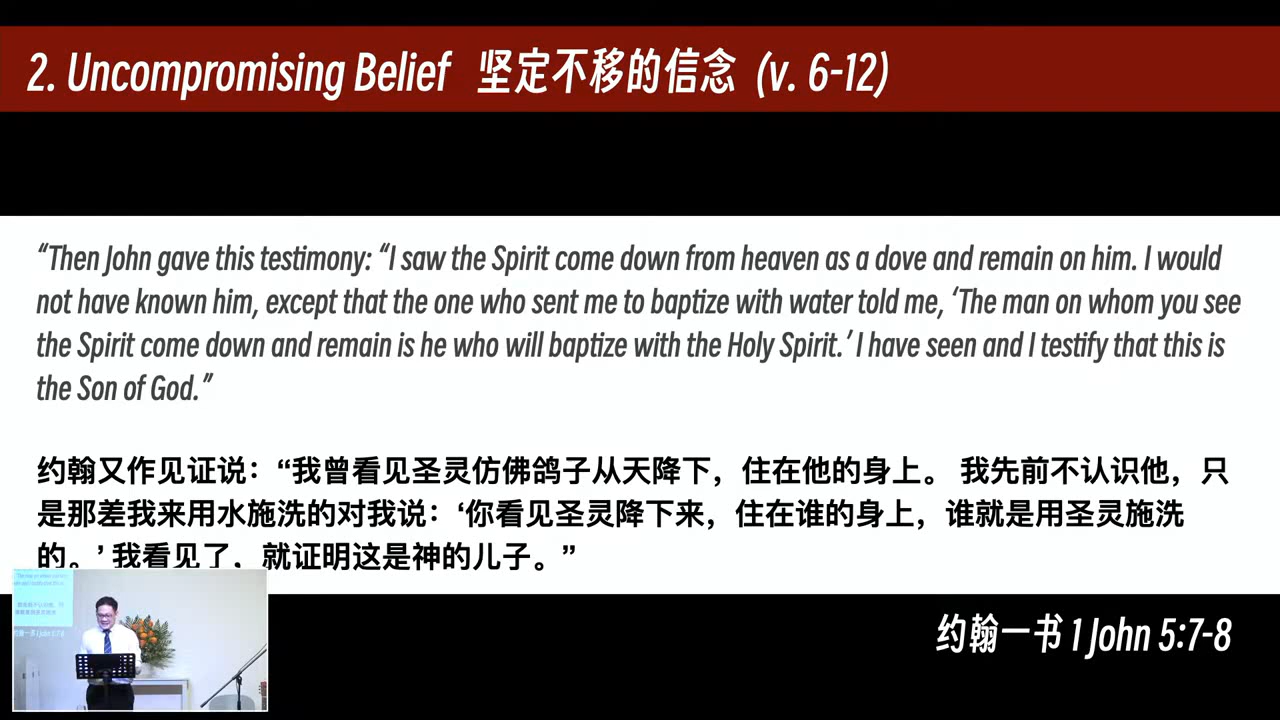 2. Uncompromising Belief 坚定不移的信念 (v. 6-12)
“Then John gave this testimony: “I saw the Spirit come down from heaven as a dove and remain on him. I would
not have known him, except that the one who sent me to baptize with water told me, ‘The man on whom you see
the Spirit come down and remain is he who will baptize with the Holy Spirit.’ I have seen and I testify that this is
the Son of God.”
约翰又作见证说：“我曾看见圣灵仿佛鸽子从天降下，住在他的身上。 我先前不认识他，只
是那差我来用水施洗的对我说：‘你看见圣灵降下来，住在谁的身上，谁就是用圣灵施洗
的。’ 我看见了，就证明这是神的儿子。”
约翰一书 1 John 5:7-8